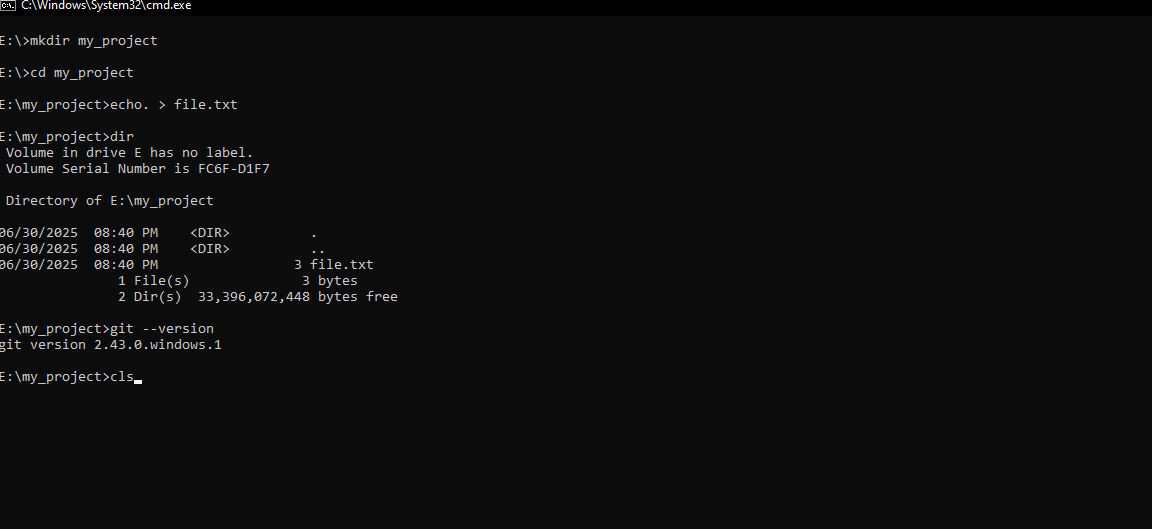 C:\Windows\System32\cmd.exe
E:\>mkdir my_project
E:\>cd my_project
E:\my_project>echo. > file.txt
E:\my_project>dir
 Volume in drive E has no label.
 Volume Serial Number is FC6F-D1F7
 Directory of E:\my_project
06/30/2025  08:40 PM    <DIR>          .
06/30/2025  08:40 PM    <DIR>          ..
06/30/2025  08:40 PM                 3 file.txt
               1 File(s)              3 bytes
               2 Dir(s)  33,396,072,448 bytes free
E:\my_project>git --version
git version 2.43.0.windows.1
E:\my_project>cls